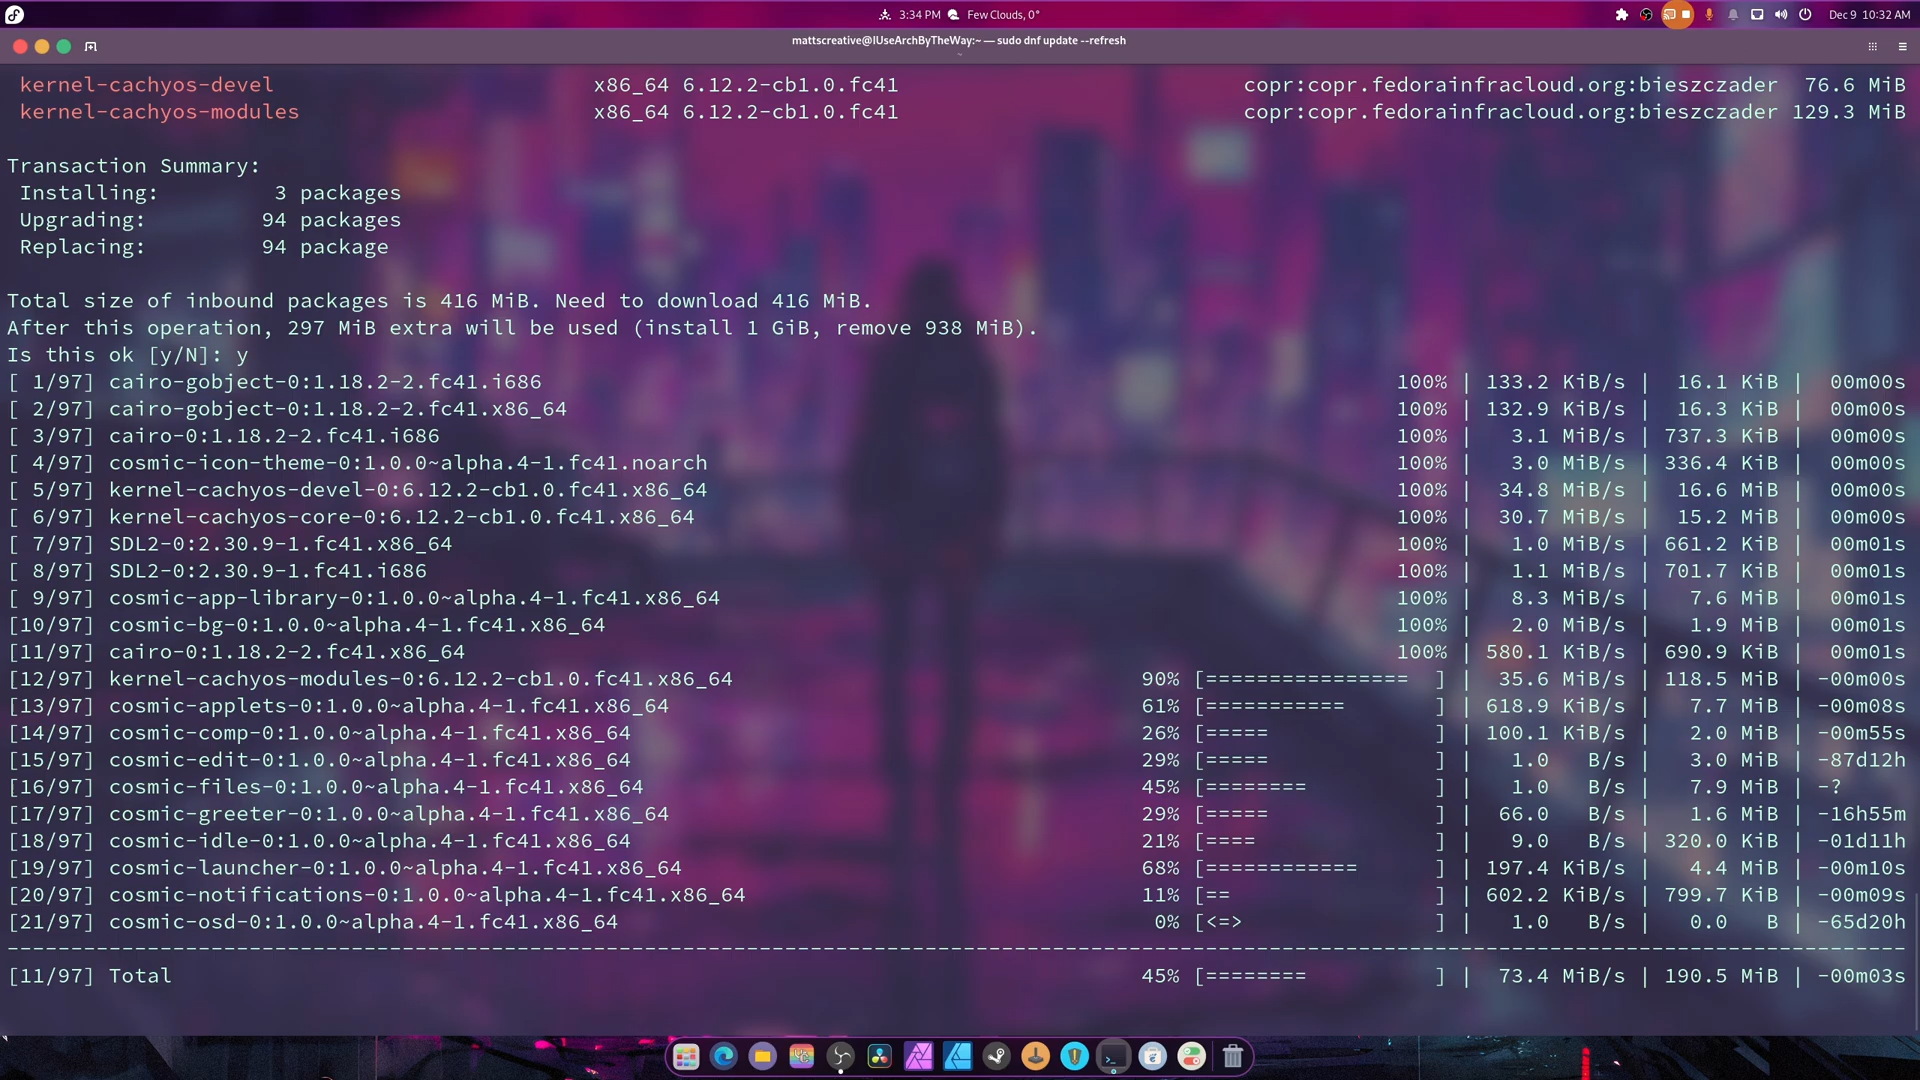 3:34 PM Few Clouds, 0° Dec 9 10:32 AM
mattscreative@IUseArchByTheWay:~ — sudo dnf update --refresh
~
kernel-cachyos-devel x86_64 6.12.2-cb1.0.fc41 copr:copr.fedorainfracloud.org:bieszczader 76.6 MiB
kernel-cachyos-modules x86_64 6.12.2-cb1.0.fc41 copr:copr.fedorainfracloud.org:bieszczader 129.3 MiB
Transaction Summary:
Installing: 3 packages
Upgrading: 94 packages
Replacing: 94 package
Total size of inbound packages is 416 MiB. Need to download 416 MiB.
After this operation, 297 MiB extra will be used (install 1 GiB, remove 938 MiB).
Is this ok [y/N]: y
[ 1/97] cairo-gobject-0:1.18.2-2.fc41.i686 100% | 133.2 KiB/s | 16.1 KiB | 00m00s
[ 2/97] cairo-gobject-0:1.18.2-2.fc41.x86_64 100% | 132.9 KiB/s | 16.3 KiB | 00m00s
[ 3/97] cairo-0:1.18.2-2.fc41.i686 100% | 3.1 MiB/s | 737.3 KiB | 00m00s
[ 4/97] cosmic-icon-theme-0:1.0.0~alpha.4-1.fc41.noarch 100% | 3.0 MiB/s | 336.4 KiB | 00m00s
[ 5/97] kernel-cachyos-devel-0:6.12.2-cb1.0.fc41.x86_64 100% | 34.8 MiB/s | 16.6 MiB | 00m00s
[ 6/97] kernel-cachyos-core-0:6.12.2-cb1.0.fc41.x86_64 100% | 30.7 MiB/s | 15.2 MiB | 00m00s
[ 7/97] SDL2-0:2.30.9-1.fc41.x86_64 100% | 1.0 MiB/s | 661.2 KiB | 00m01s
[ 8/97] SDL2-0:2.30.9-1.fc41.i686 100% | 1.1 MiB/s | 701.7 KiB | 00m01s
[ 9/97] cosmic-app-library-0:1.0.0~alpha.4-1.fc41.x86_64 100% | 8.3 MiB/s | 7.6 MiB | 00m01s
[10/97] cosmic-bg-0:1.0.0~alpha.4-1.fc41.x86_64 100% | 2.0 MiB/s | 1.9 MiB | 00m01s
[11/97] cairo-0:1.18.2-2.fc41.x86_64 100% | 580.1 KiB/s | 690.9 KiB | 00m01s
[12/97] kernel-cachyos-modules-0:6.12.2-cb1.0.fc41.x86_64 90% [================ ] | 35.6 MiB/s | 118.5 MiB | -00m00s
[13/97] cosmic-applets-0:1.0.0~alpha.4-1.fc41.x86_64 61% [=========== ] | 618.9 KiB/s | 7.7 MiB | -00m08s
[14/97] cosmic-comp-0:1.0.0~alpha.4-1.fc41.x86_64 26% [===== ] | 100.1 KiB/s | 2.0 MiB | -00m55s
[15/97] cosmic-edit-0:1.0.0~alpha.4-1.fc41.x86_64 29% [===== ] | 1.0 B/s | 3.0 MiB | -87d12h
[16/97] cosmic-files-0:1.0.0~alpha.4-1.fc41.x86_64 45% [======== ] | 1.0 B/s | 7.9 MiB | -?
[17/97] cosmic-greeter-0:1.0.0~alpha.4-1.fc41.x86_64 29% [===== ] | 66.0 B/s | 1.6 MiB | -16h55m
[18/97] cosmic-idle-0:1.0.0~alpha.4-1.fc41.x86_64 21% [==== ] | 9.0 B/s | 320.0 KiB | -01d11h
[19/97] cosmic-launcher-0:1.0.0~alpha.4-1.fc41.x86_64 68% [============ ] | 197.4 KiB/s | 4.4 MiB | -00m10s
[20/97] cosmic-notifications-0:1.0.0~alpha.4-1.fc41.x86_64 11% [== ] | 602.2 KiB/s | 799.7 KiB | -00m09s
[21/97] cosmic-osd-0:1.0.0~alpha.4-1.fc41.x86_64 0% [<=> ] | 1.0 B/s | 0.0 B | -65d20h
--------------------------------------------------------------------------------
[11/97] Total 45% [======== ] | 73.4 MiB/s | 190.5 MiB | -00m03s